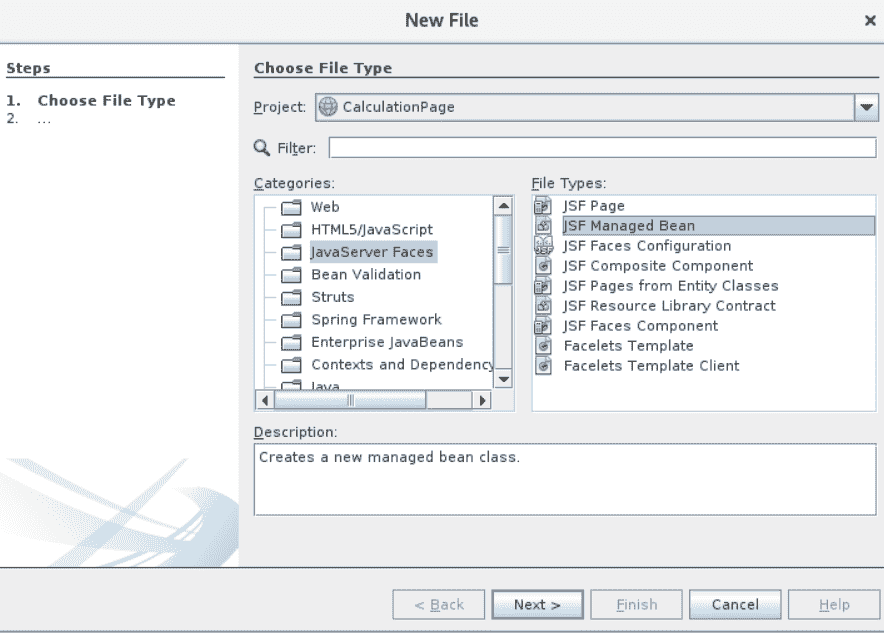 New File
Steps
1. Choose File Type
2. ...
Choose File Type
Project: CalculationPage
Filter:
Categories:
Web
HTML5/JavaScript
JavaServer Faces
Bean Validation
Struts
Spring Framework
Enterprise JavaBeans
Contexts and Dependency
Java
File Types:
JSF Page
JSF Managed Bean
JSF Faces Configuration
JSF Composite Component
JSF Pages from Entity Classes
JSF Resource Library Contract
JSF Faces Component
Facelets Template
Facelets Template Client
Description:
Creates a new managed bean class.
< Back Next > Finish Cancel Help